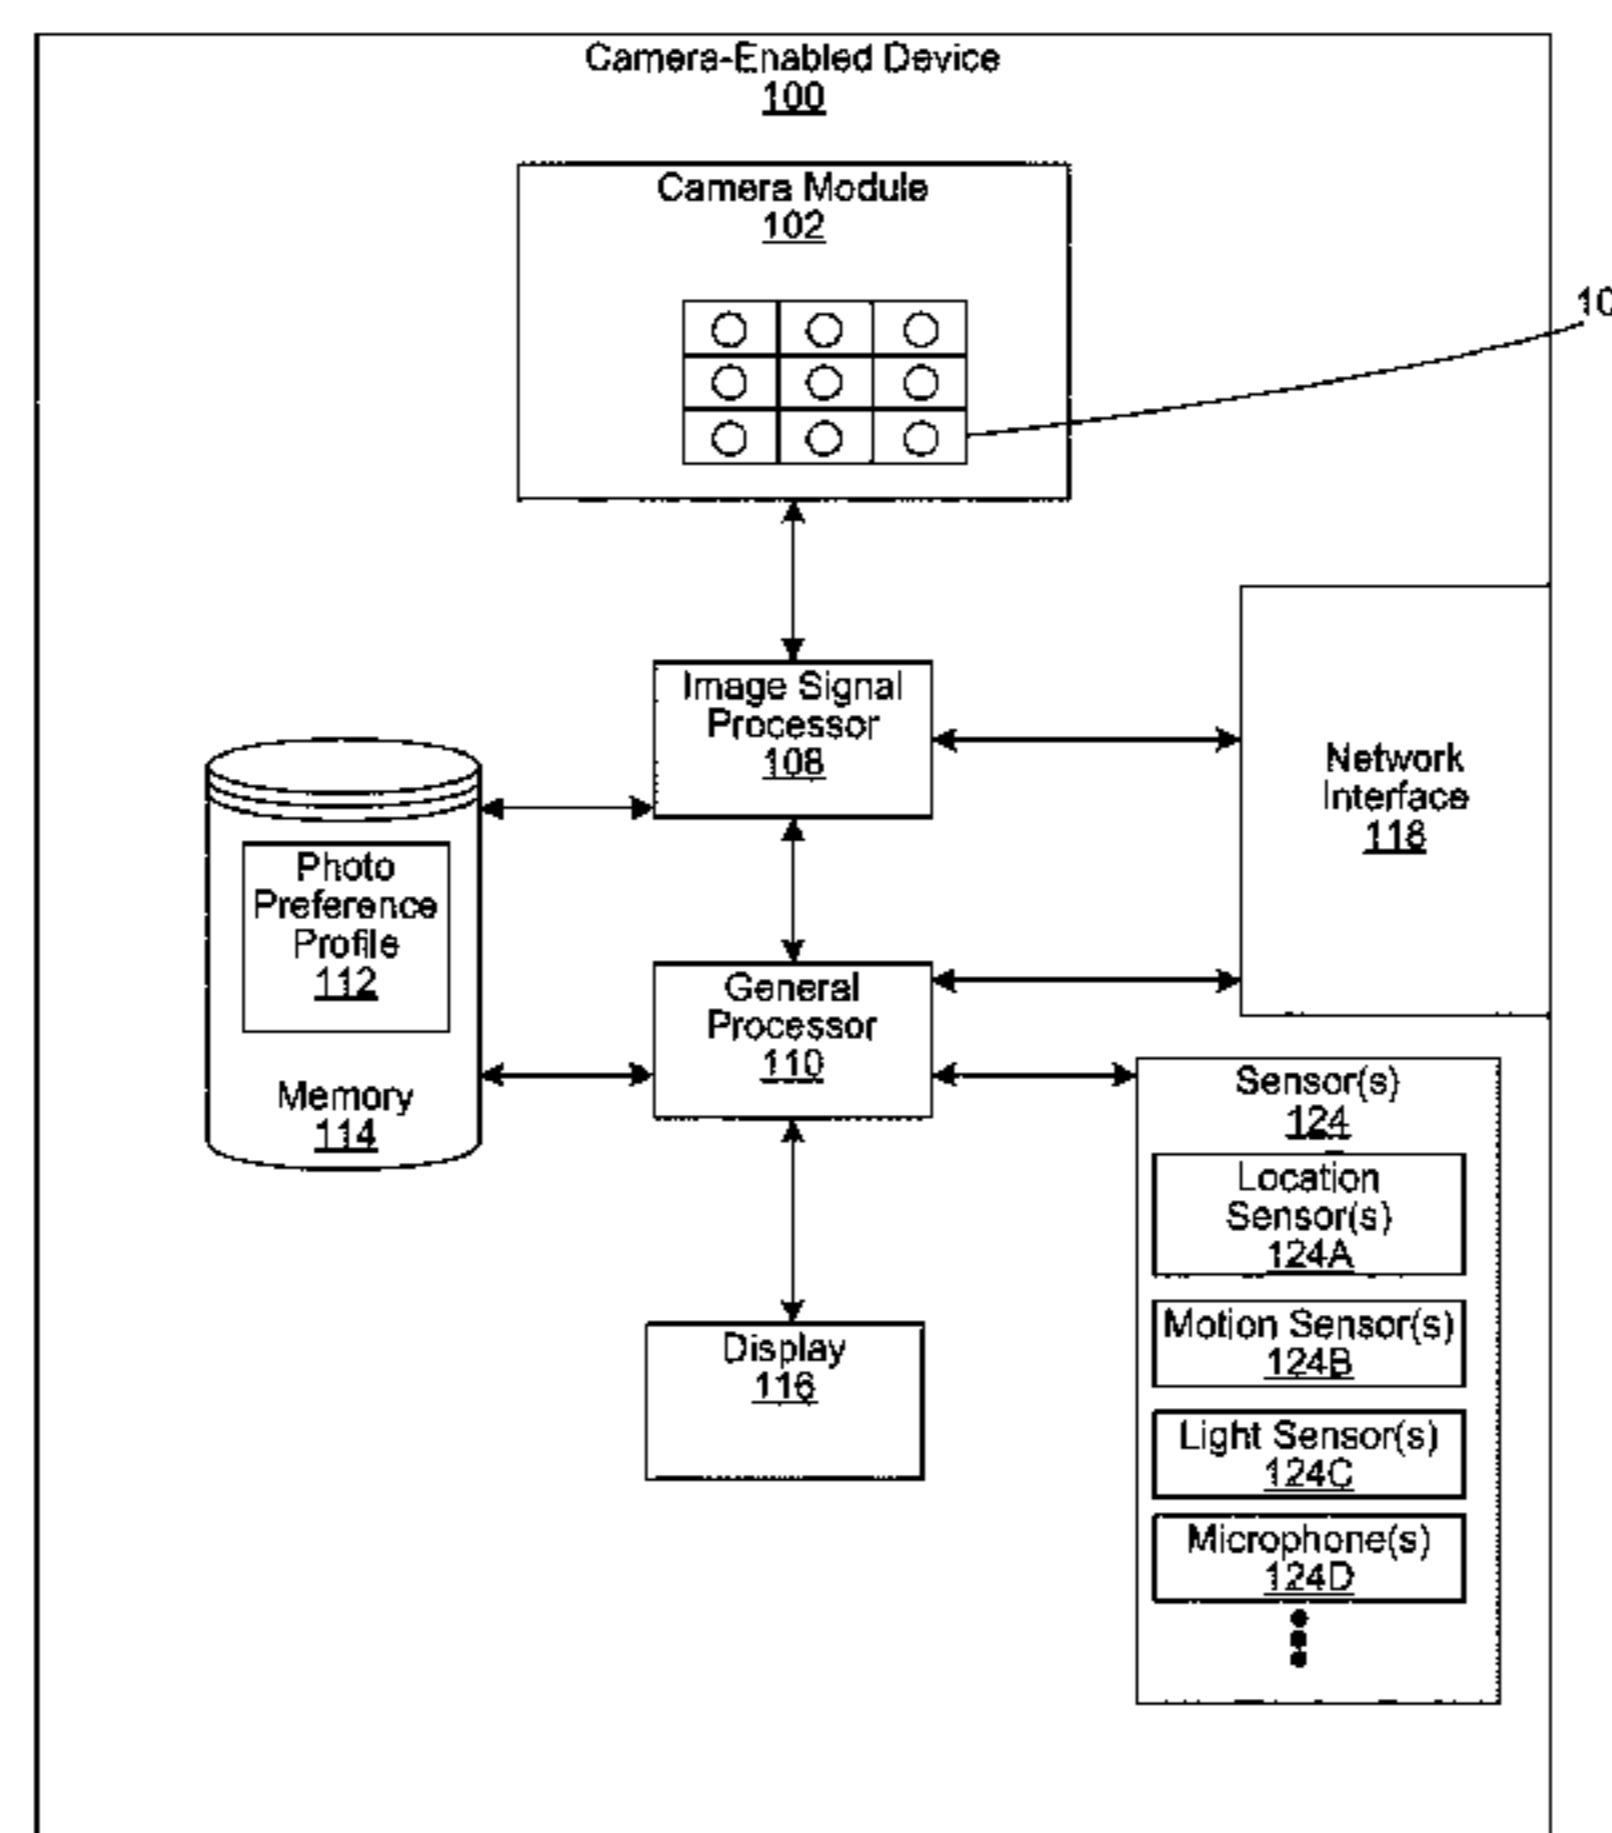 Camera-Enabled Device
100
Camera Module
102
10
Image Signal
Processor
108
Network
Interface
118
Photo
Preference
Profile
112
Memory
114
General
Processor
110
Sensor(s)
124
Location
Sensor(s)
124A
Motion Sensor(s)
124B
Light Sensor(s)
124C
Microphone(s)
124D
Display
116